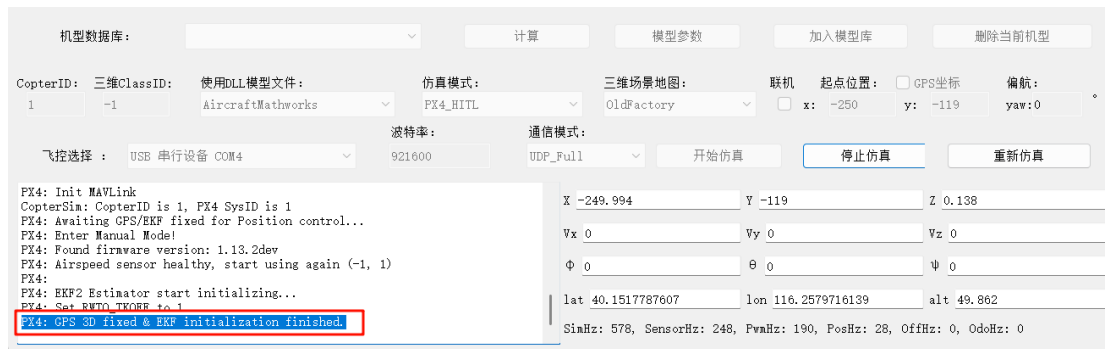 机型数据库: 计算 模型参数 加入模型库 删除当前机型
CopterID: 三维ClassID: 使用DLL模型文件: 仿真模式: 三维场景地图: 联机 起点位置: GPS坐标 偏航:
1 -1 AircraftMathworks PX4_HITL OldFactory x: -250 y: -119 yaw:0 °
波特率: 通信模式:
飞控选择 : USB 串行设备 COM4 921600 UDP_Full 开始仿真 停止仿真 重新仿真
PX4: Init MAVLink
CopterSim: CopterID is 1, PX4 SysID is 1
PX4: Awaiting GPS/EKF fixed for Position control...
PX4: Enter Manual Mode!
PX4: Found firmware version: 1.13.2dev
PX4: Airspeed sensor healthy, start using again (-1, 1)
PX4:
PX4: EKF2 Estimator start initializing...
PX4: Set RWTO_TKOFF to 1
PX4: GPS 3D fixed & EKF initialization finished.
X -249.994 Y -119 Z 0.138
Vx 0 Vy 0 Vz 0
Φ 0 θ 0 ψ 0
lat 40.1517787607 lon 116.2579716139 alt 49.862
SimHz: 578, SensorHz: 248, PwmHz: 190, PosHz: 28, OffHz: 0, OdoHz: 0